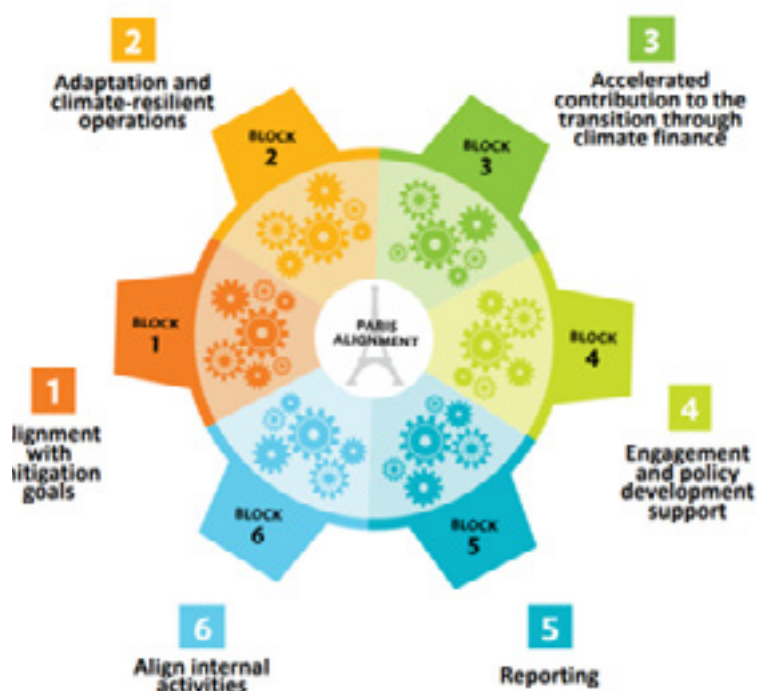 2
Adaptation and
climate-resilient
operations
3
Accelerated
contribution to the
transition through
climate finance
BLOCK
2
BLOCK
3
BLOCK
1
PARIS
ALIGNMENT
BLOCK
4
1
lignment
with
itigation
goals
4
Engagement
and policy
development
support
BLOCK
6
BLOCK
5
6
Align internal
activities
5
Reporting